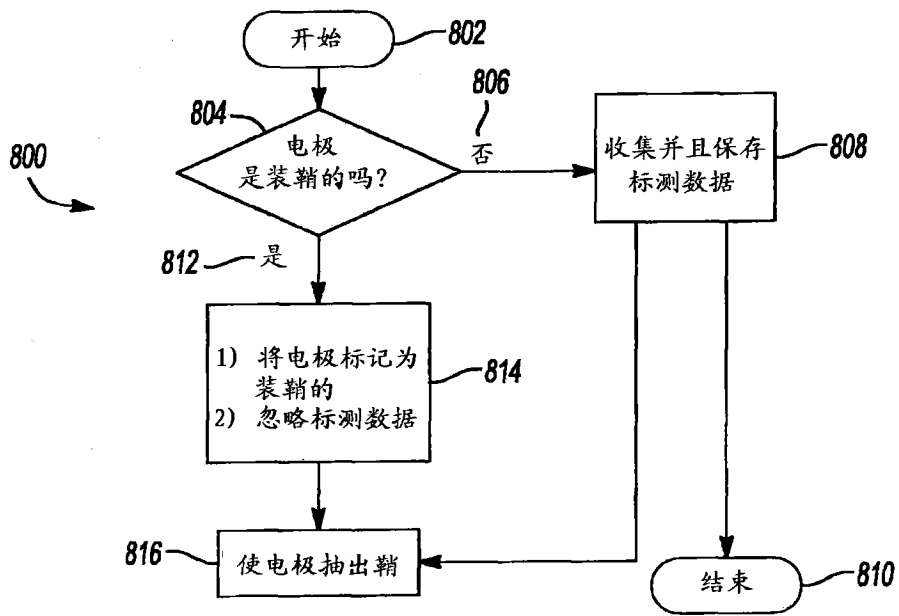 开始
802
804
电极
是装鞘的吗?
806
否
收集并且保存
标测数据
808
800
812
是
1) 将电极标记为
装鞘的
2) 忽略标测数据
814
816
使电极抽出鞘
结束
810